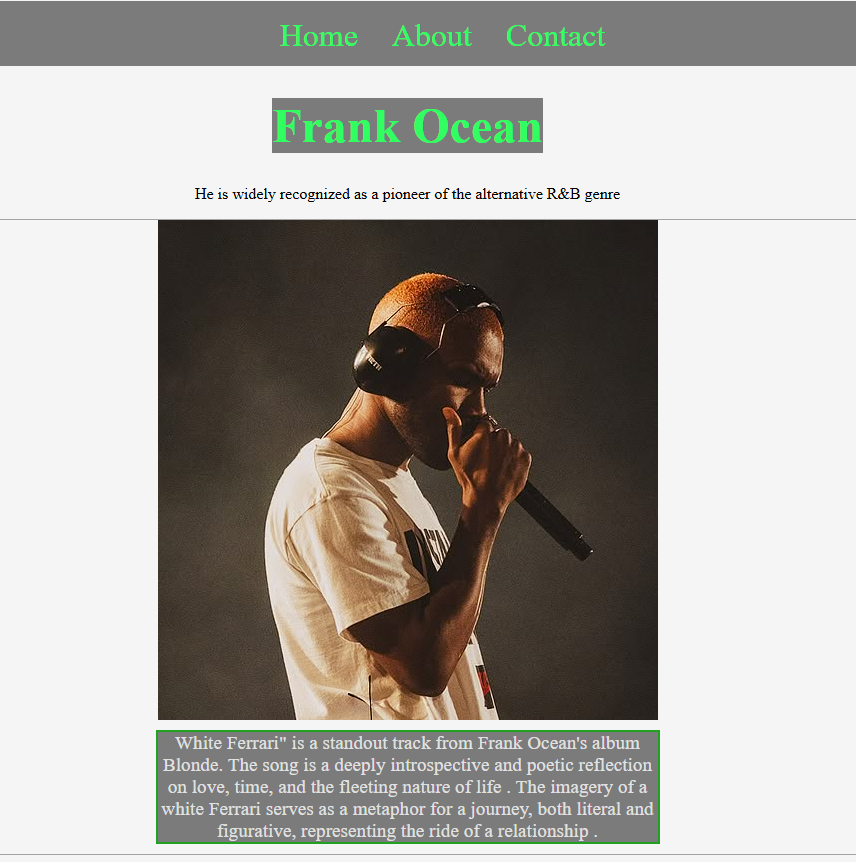 Home About Contact
Frank Ocean
He is widely recognized as a pioneer of the alternative R&B genre
White Ferrari" is a standout track from Frank Ocean's album
Blonde. The song is a deeply introspective and poetic reflection
on love, time, and the fleeting nature of life . The imagery of a
white Ferrari serves as a metaphor for a journey, both literal and
figurative, representing the ride of a relationship .